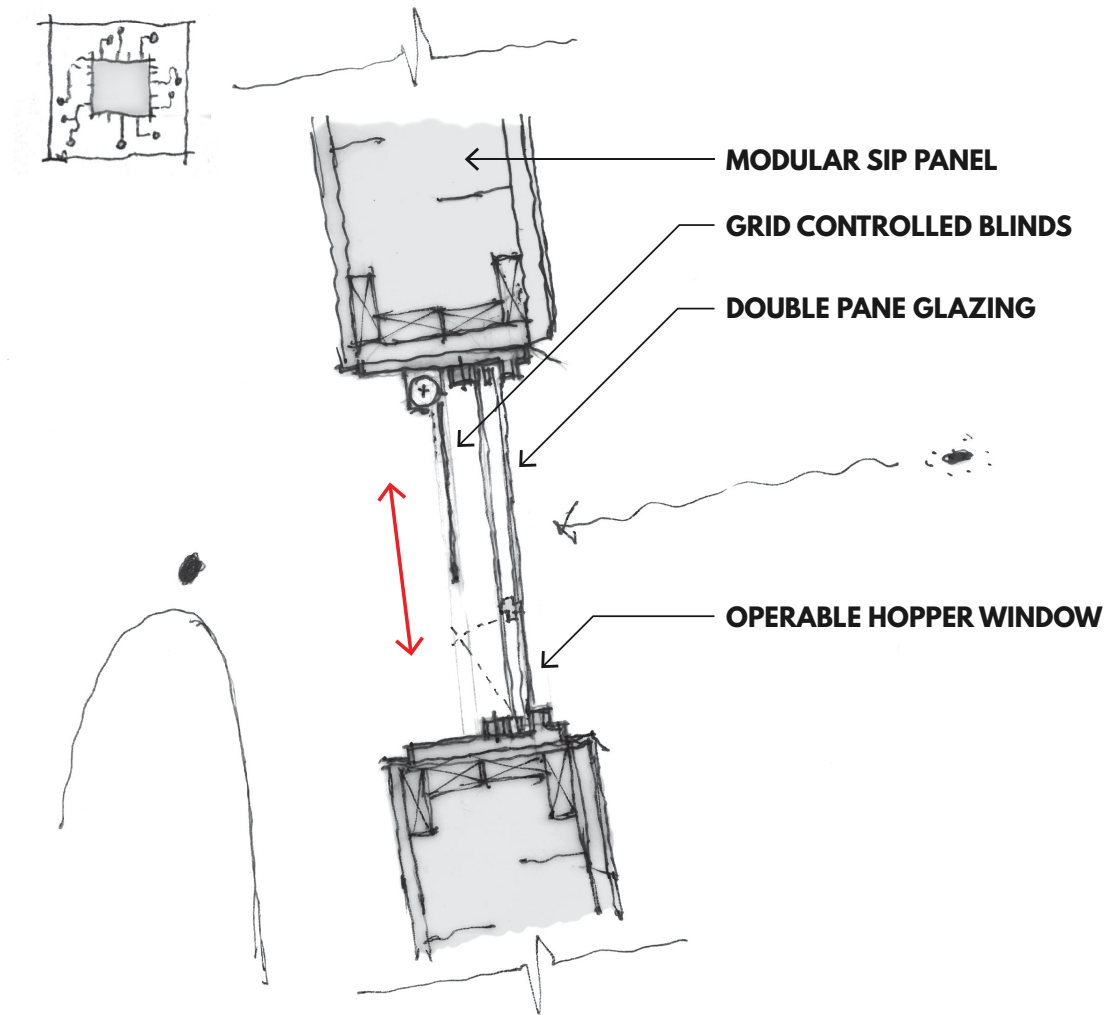 MODULAR SIP PANEL
GRID CONTROLLED BLINDS
DOUBLE PANE GLAZING
OPERABLE HOPPER WINDOW